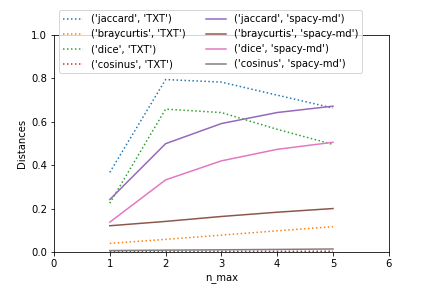 ('jaccard', 'TXT') ('jaccard', 'spacy-md')
('braycurtis', 'TXT') ('braycurtis', 'spacy-md')
('dice', 'TXT') ('dice', 'spacy-md')
('cosinus', 'TXT') ('cosinus', 'spacy-md')
1.0
0.8
0.6
0.4
0.2
0.0
Distances
0 1 2 3 4 5 6
n_max